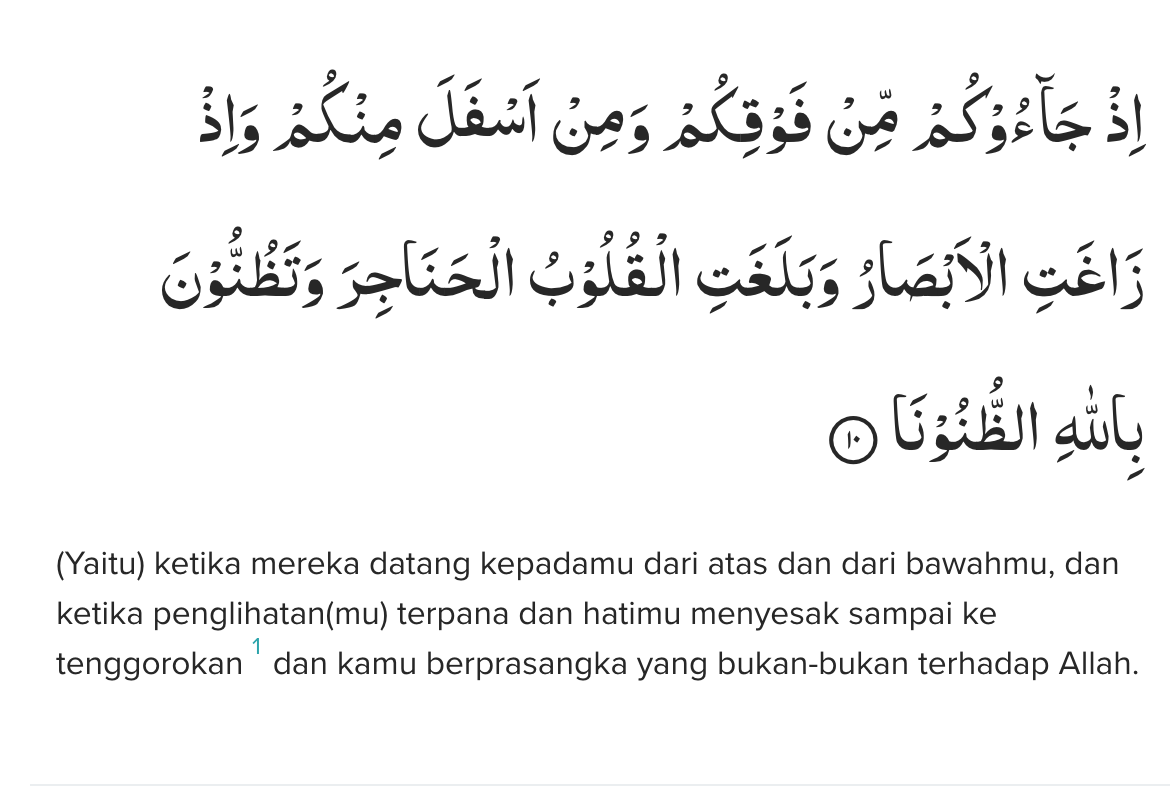 اِذْ جَاۤءُوْكُمْ مِّنْ فَوْقِكُمْ وَمِنْ اَسْفَلَ مِنْكُمْ وَاِذْ
زَاغَتِ الْاَبْصَارُ وَبَلَغَتِ الْقُلُوْبُ الْحَنَاجِرَ وَتَظُنُّوْنَ
بِاللّٰهِ الظُّنُوْنَا۠ ١٠
(Yaitu) ketika mereka datang kepadamu dari atas dan dari bawahmu, dan
ketika penglihatan(mu) terpana dan hatimu menyesak sampai ke
tenggorokan 1 dan kamu berprasangka yang bukan-bukan terhadap Allah.